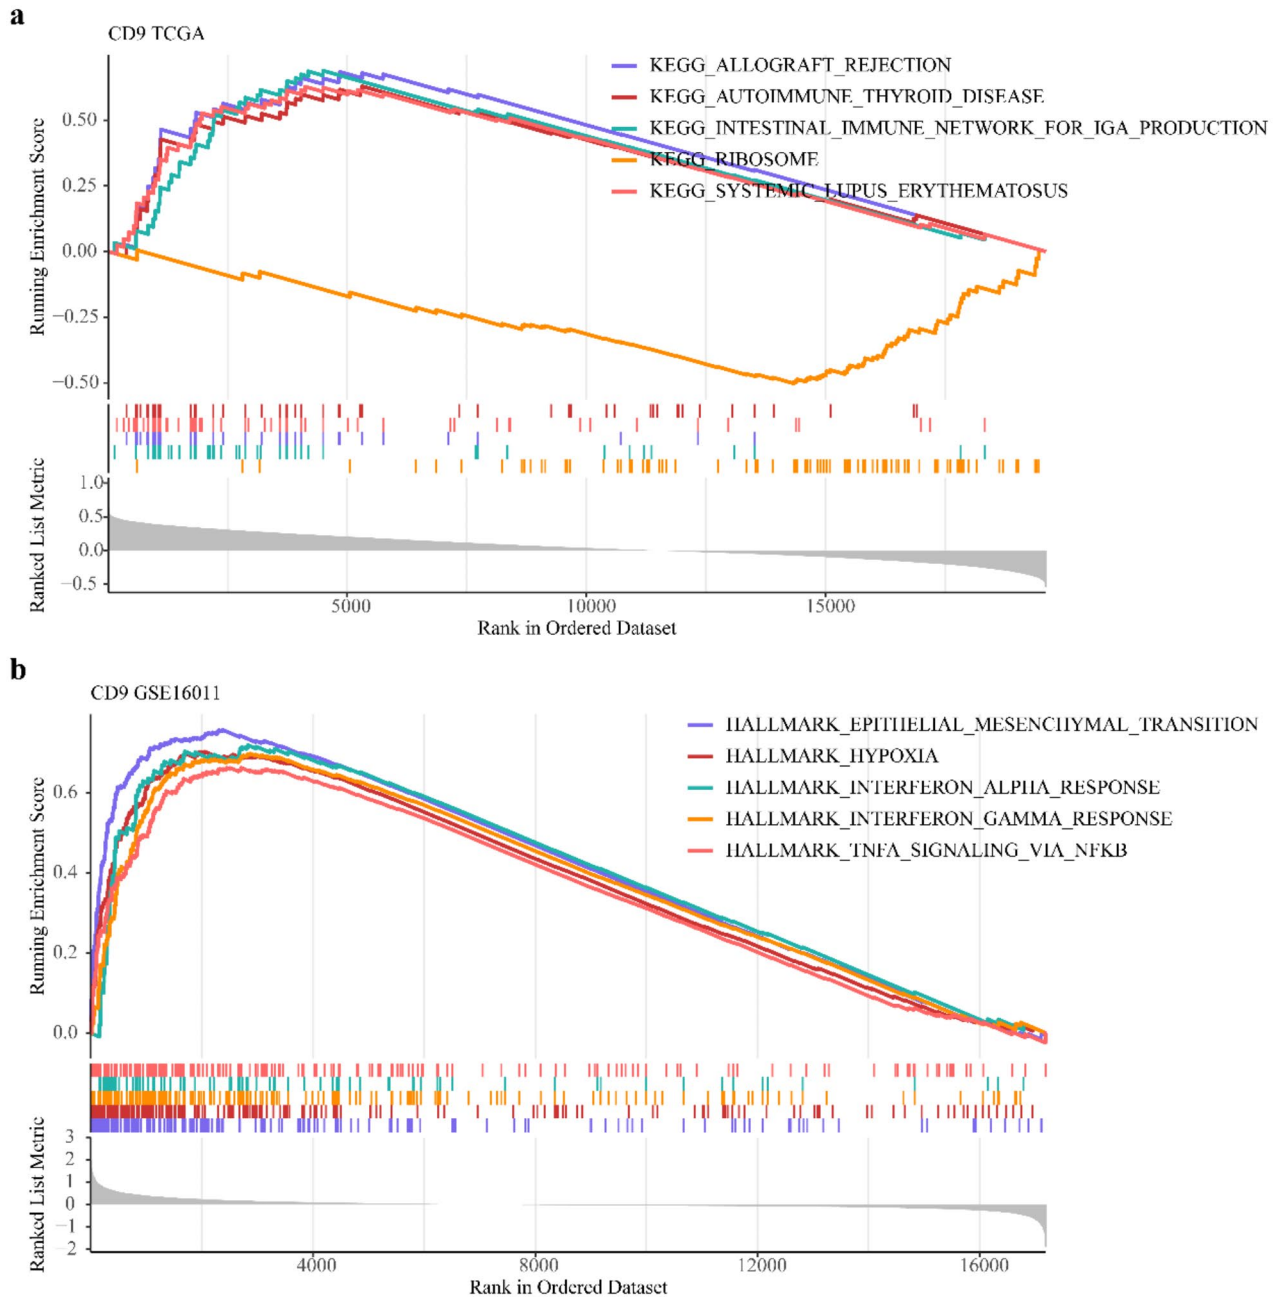 a
CD9 TCGA
KEGG_ALLOGRAFT_REJECTION
KEGG_AUTOIMMUNE_THYROID_DISEASE
KEGG_INTESTINAL_IMMUNE_NETWORK_FOR_IGA_PRODUCTION
KEGG_RIBOSOME
KEGG_SYSTEMIC_LUPUS_ERYTHEMATOSUS
Running Enrichment Score
0.50
0.25
0.00
−0.25
−0.50
Ranked List Metric
1.0
0.5
0.0
−0.5
5000
10000
15000
Rank in Ordered Dataset
b
CD9 GSE16011
HALLMARK_EPITHELIAL_MESENCHYMAL_TRANSITION
HALLMARK_HYPOXIA
HALLMARK_INTERFERON_ALPHA_RESPONSE
HALLMARK_INTERFERON_GAMMA_RESPONSE
HALLMARK_TNFA_SIGNALING_VIA_NFKB
Running Enrichment Score
0.6
0.4
0.2
0.0
Ranked List Metric
3
2
1
0
−1
−2
4000
8000
12000
16000
Rank in Ordered Dataset